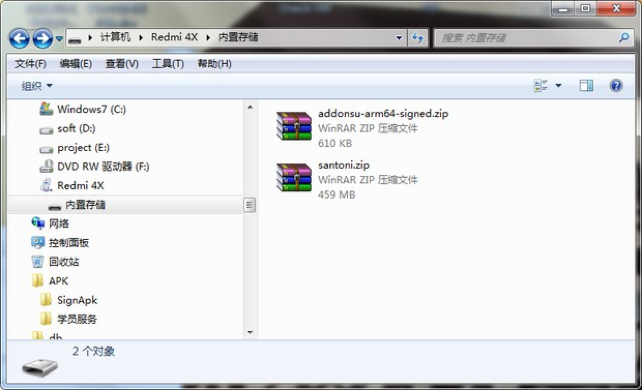 计算机 Redmi 4X 内置存储 搜索 内置存储
文件(F) 编辑(E) 查看(V) 工具(T) 帮助(H)
组织
Windows7 (C:)
soft (D:)
project (E:)
DVD RW 驱动器 (F:)
Redmi 4X
内置存储
网络
控制面板
回收站
APK
SignApk
学员服务
db
addonsu-arm64-signed.zip
WinRAR ZIP 压缩文件
610 KB
santoni.zip
WinRAR ZIP 压缩文件
459 MB
2 个对象